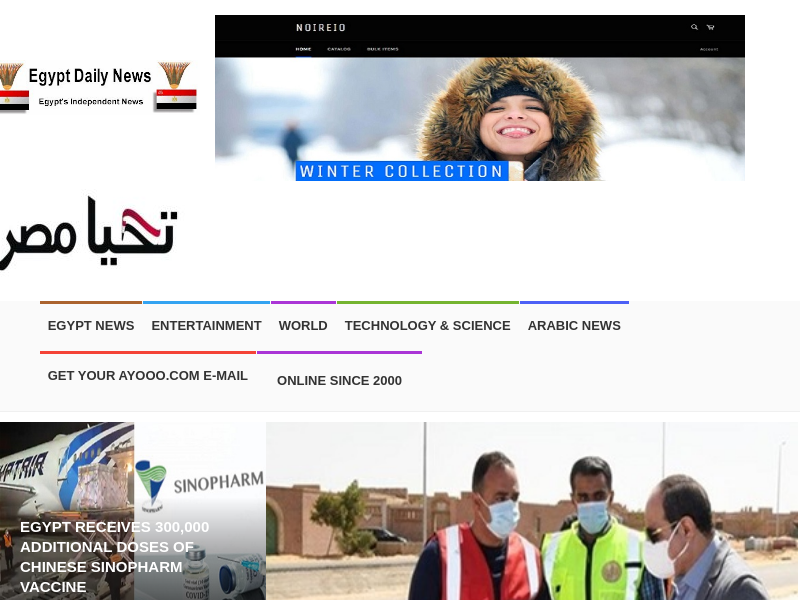 NOIREIO
HOME CATALOG BULK ITEMS Account
Egypt Daily News
Egypt's Independent News
WINTER COLLECTION
تحيا مصر
EGYPT NEWS ENTERTAINMENT WORLD TECHNOLOGY & SCIENCE ARABIC NEWS
GET YOUR AYOOO.COM E-MAIL ONLINE SINCE 2000
SINOPHARM
EGYPT RECEIVES 300,000
ADDITIONAL DOSES OF
CHINESE SINOPHARM
VACCINE